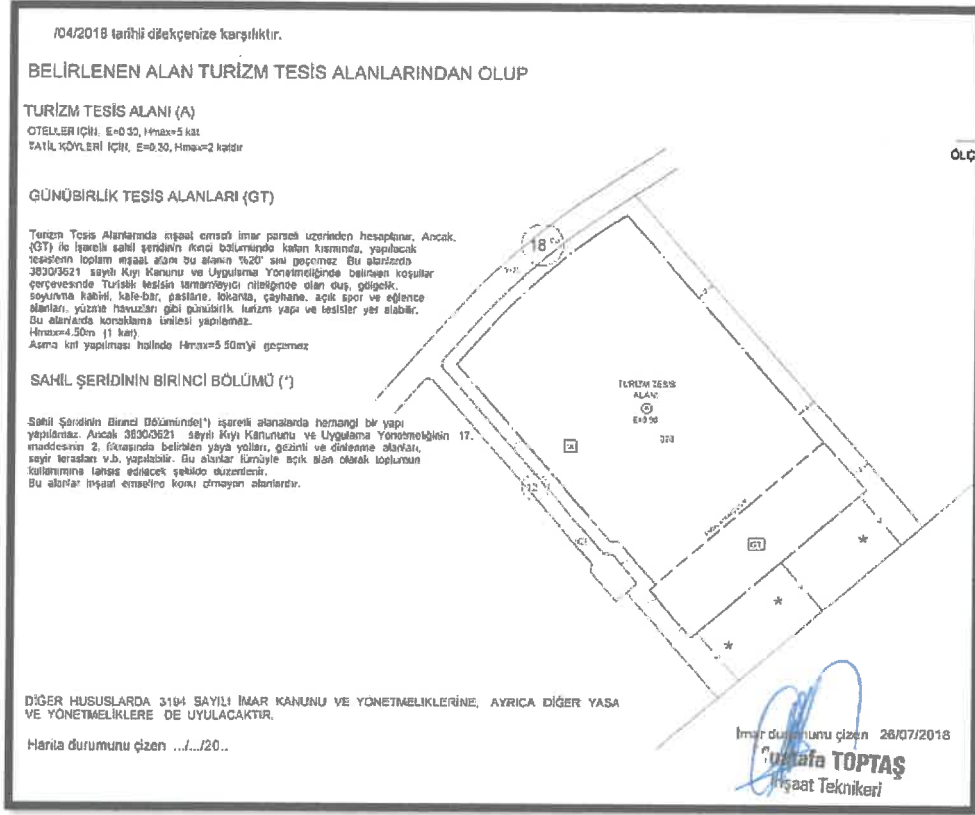 /04/2018 tarihli dilekçenize karşılıktır.
BELİRLENEN ALAN TURİZM TESİS ALANLARINDAN OLUP
TURİZM TESİS ALANI (A)
OTELLER İÇİN, E=0.30, Hmax=5 kat
TATİL KÖYLERİ İÇİN, E=0.30, Hmax=2 kattır
ÖLÇ
GÜNÜBİRLİK TESİS ALANLARI (GT)
Turizm Tesis Alanlarında inşaat emsali imar parseli üzerinden hesaplanır, Ancak,
(GT) ile işaretli sahil şeridinin ikinci bölümünde kalan kısmında, yapılacak
tesislerin toplam inşaat alanı bu alanın %20' sini geçemez Bu alanlarda
3830/3621 sayılı Kıyı Kanunu ve Uygulama Yönetmeliğinde belirtilen koşullar
çerçevesinde Turistik tesisin tamamlayıcı niteliğinde olan duş, gölgelik,
soyunma kabini, kafe-bar, pastane, lokanta, çayhane, açık spor ve eğlence
alanları, yüzme havuzları gibi günübirlik turizm yapı ve tesisler yer alabilir.
Bu alanlarda konaklama ünitesi yapılamaz.
Hmax=4.50m (1 kat)
Asma kat yapılması halinde Hmax=5.50m'yi geçemez
SAHİL ŞERİDİNİN BİRİNCİ BÖLÜMÜ (*)
Sahil Şeridinin Birinci Bölümünde(*) işaretli alanalarda herhangi bir yapı
yapılamaz. Ancak 3830/3621 sayılı Kıyı Kanununu ve Uygulama Yönetmeliğinin 17.
maddesinin 2. fıkrasında belirtilen yaya yolları, gezinti ve dinlenme alanları,
seyir terasları v.b. yapılabilir. Bu alanlar tümüyle açık alan olarak toplumun
kullanımına tahsis edilecek şekilde düzenlenir.
Bu alanlar inşaat emseline konu olmayan alanlardır.
18
TURİZM TESİS
ALANI
A
E=0.30
GT
*
*
*
12
DİĞER HUSUSLARDA 3194 SAYILI İMAR KANUNU VE YÖNETMELİKLERİNE, AYRICA DİĞER YASA
VE YÖNETMELİKLERE DE UYULACAKTIR.
Harita durumunu çizen .../.../20..
İmar durumunu çizen 26/07/2018
Mustafa TOPTAŞ
İnşaat Teknikeri